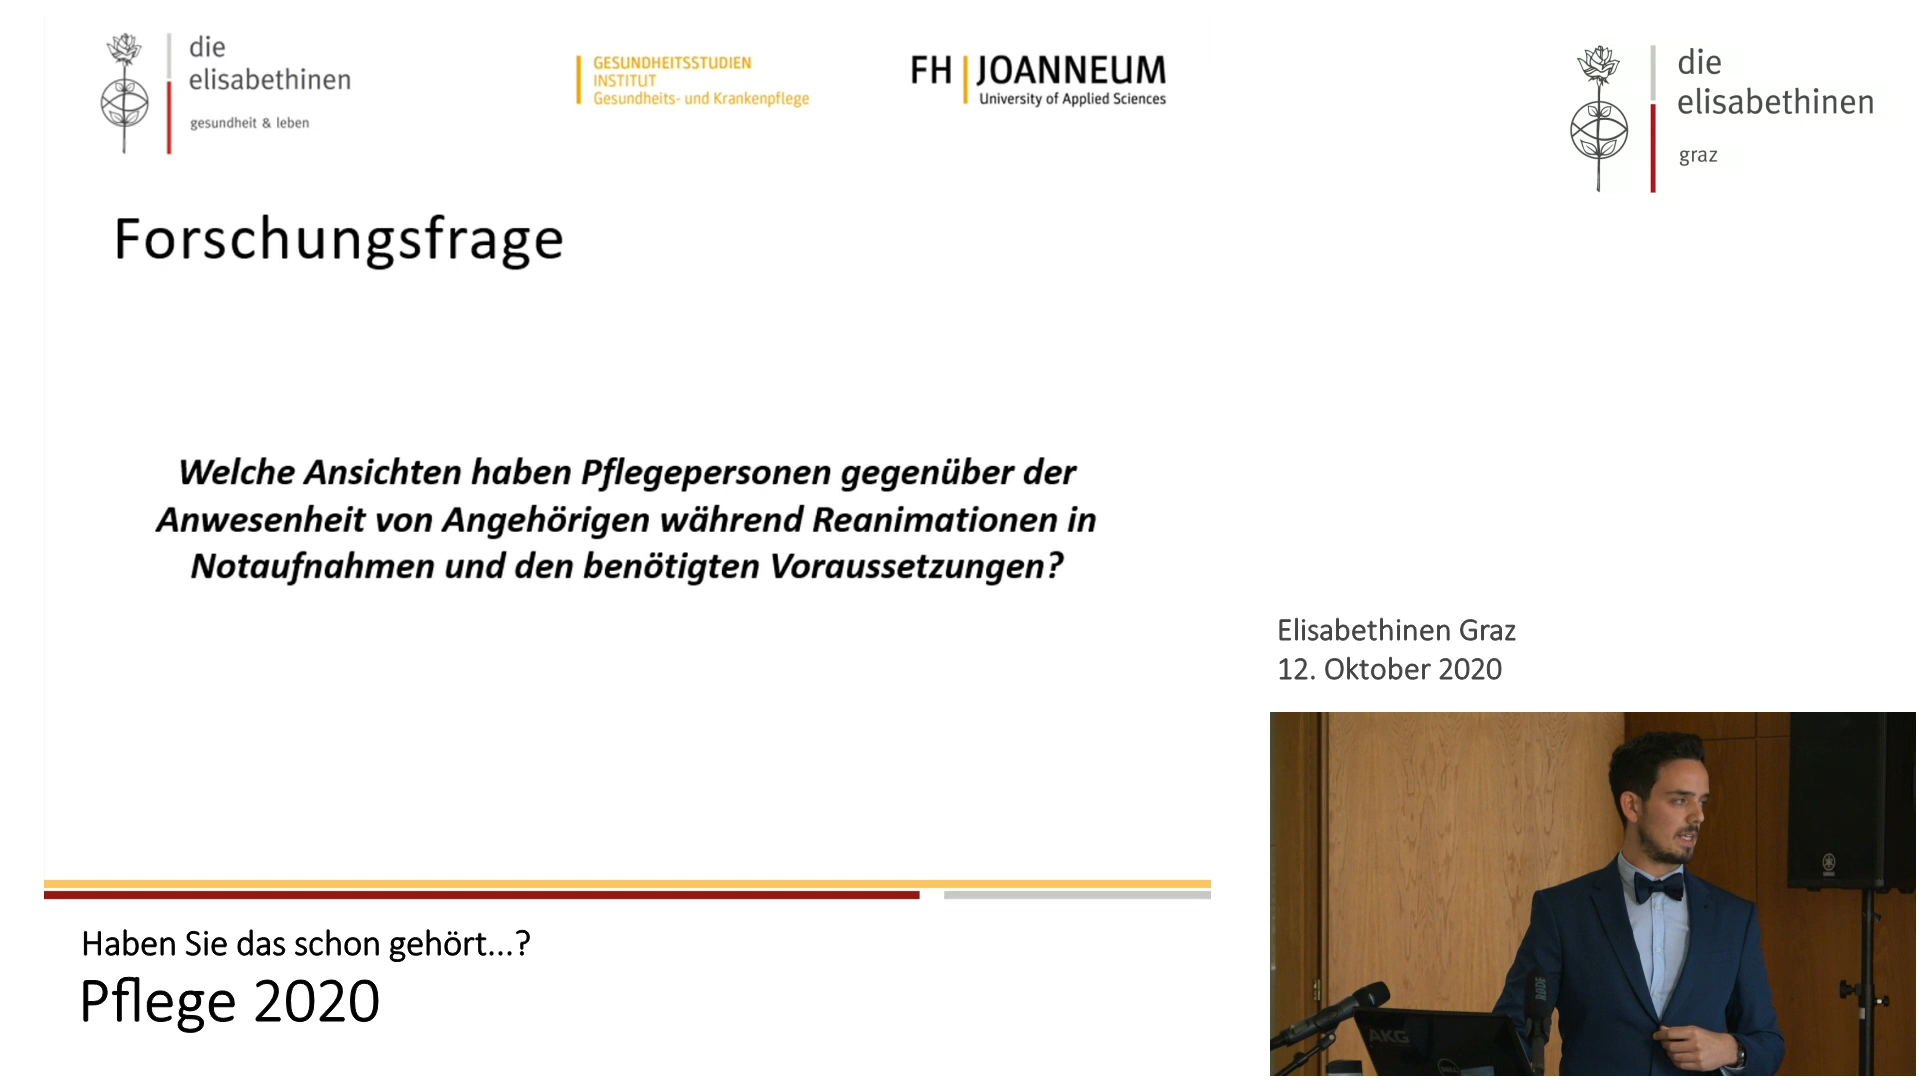 die
elisabethinen
gesundheit & leben
GESUNDHEITSSTUDIEN
INSTITUT
Gesundheits- und Krankenpflege
FH JOANNEUM
University of Applied Sciences
die
elisabethinen
graz
Forschungsfrage
Welche Ansichten haben Pflegepersonen gegenüber der
Anwesenheit von Angehörigen während Reanimationen in
Notaufnahmen und den benötigten Voraussetzungen?
Elisabethinen Graz
12. Oktober 2020
Haben Sie das schon gehört...?
Pflege 2020
RØDE
AKG
DELL